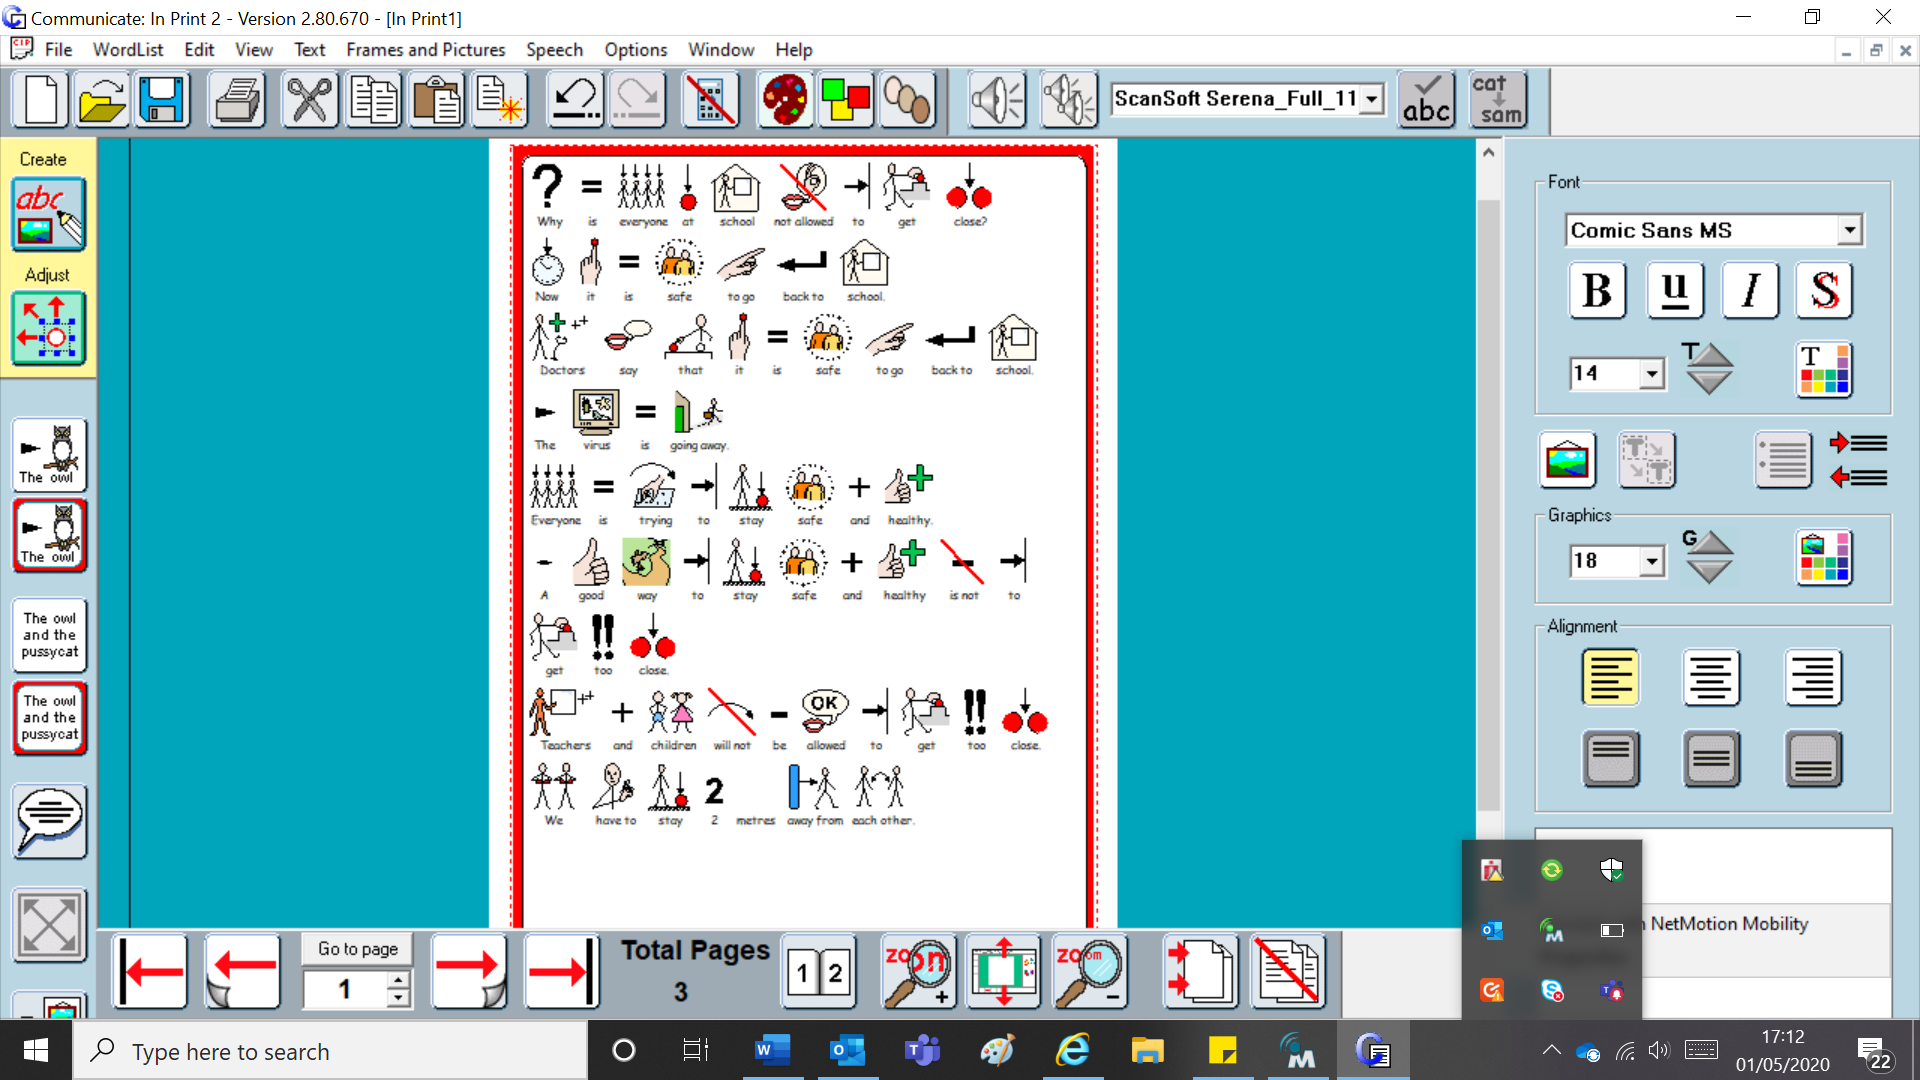 Communicate: In Print 2 - Version 2.80.670 - [In Print1]
File WordList Edit View Text Frames and Pictures Speech Options Window Help
ScanSoft Serena_Full_11
abc
cat
sam
Create
abc
Adjust
The owl
The owl
The owl
and the
pussycat
The owl
and the
pussycat
?
Why is everyone at school not allowed to get close?
Now it is safe to go back to school.
Doctors say that it is safe to go back to school.
The virus is going away.
Everyone is trying to stay safe and healthy.
A good way to stay safe and healthy is not to
get too close.
OK
Teachers and children will not be allowed to get too close.
2
We have to stay 2 metres away from each other.
Font
Comic Sans MS
B u I S
14
T
T
Graphics
18
G
Alignment
NetMotion Mobility
Go to page
1
Total Pages
3
1 2
zoom +
zoom -
Type here to search
17:12
01/05/2020
22